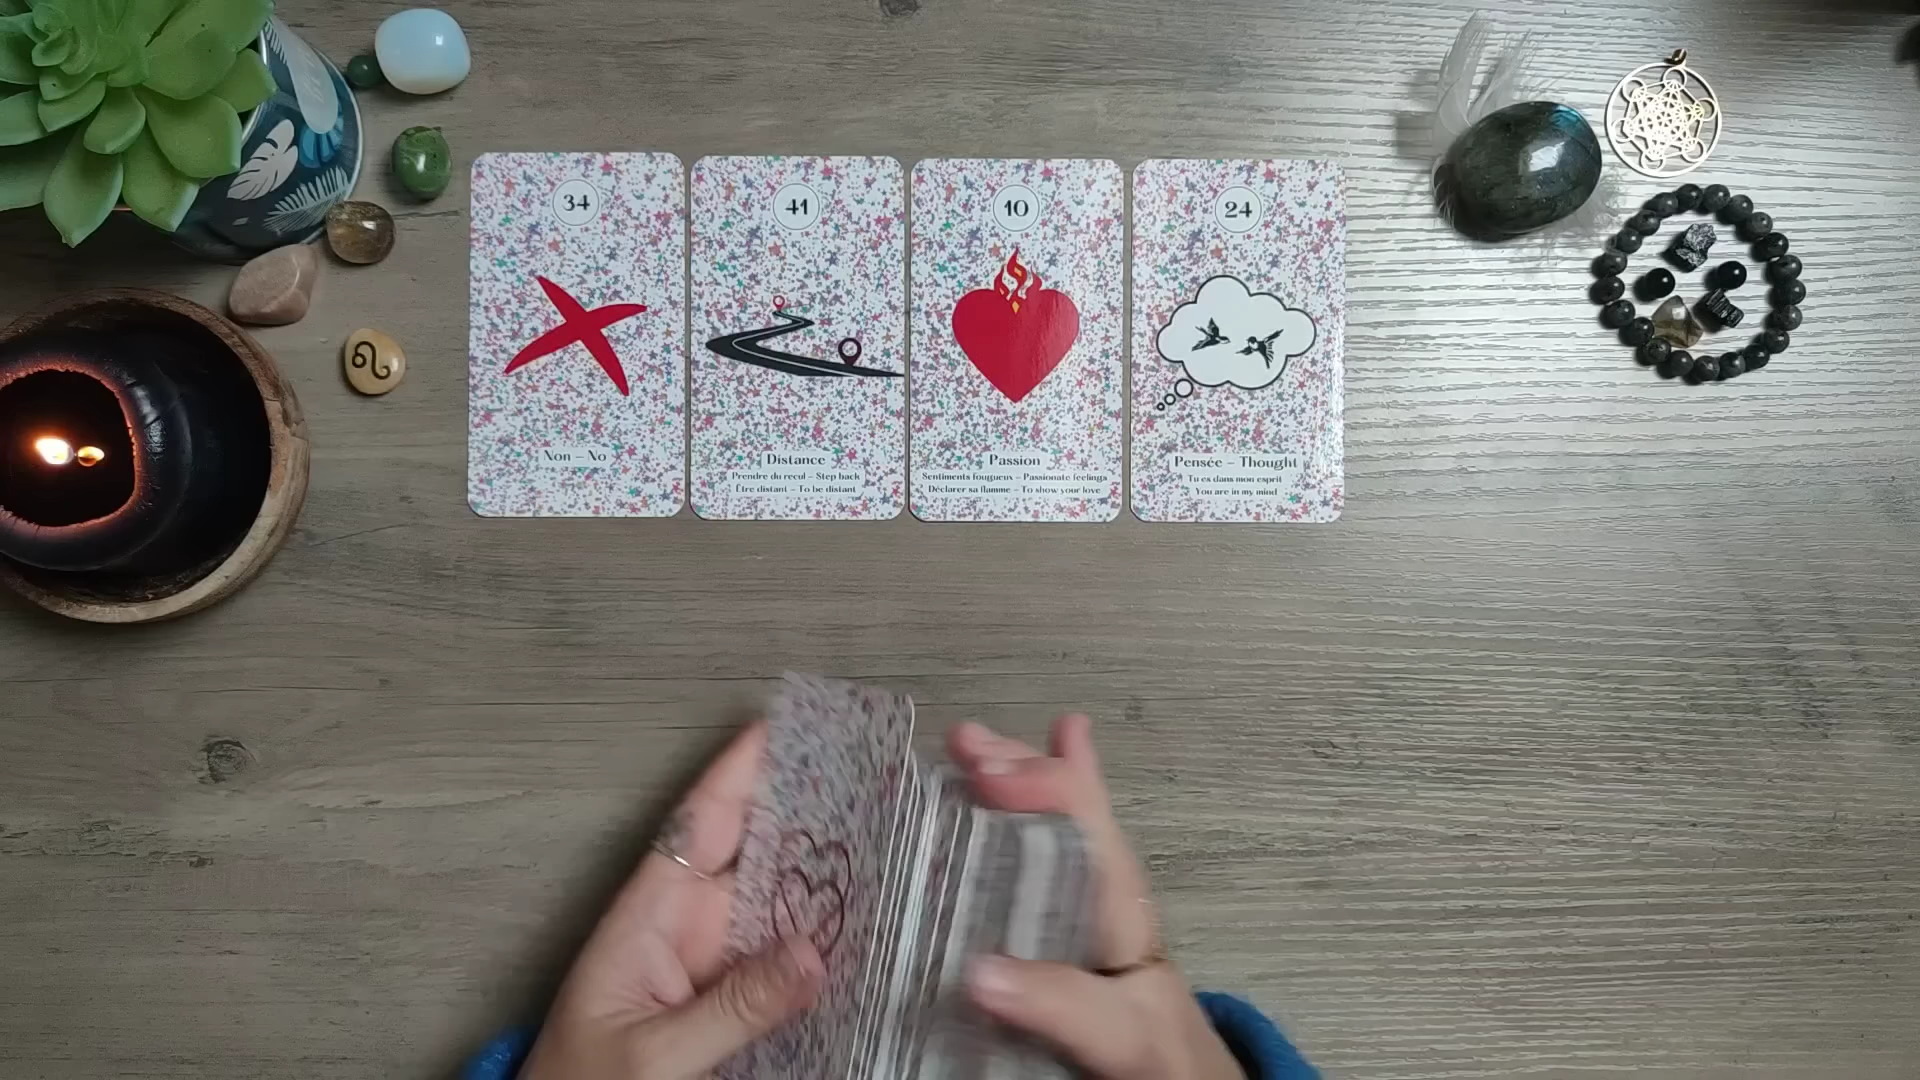 34
Non – No
41
Distance
Prendre du recul – Step back
Être distant – To be distant
10
Passion
Sentiments fougueux – Passionate feelings
Déclarer sa flamme – To show your love
24
Pensée – Thought
Tu es dans mon esprit
You are in my mind